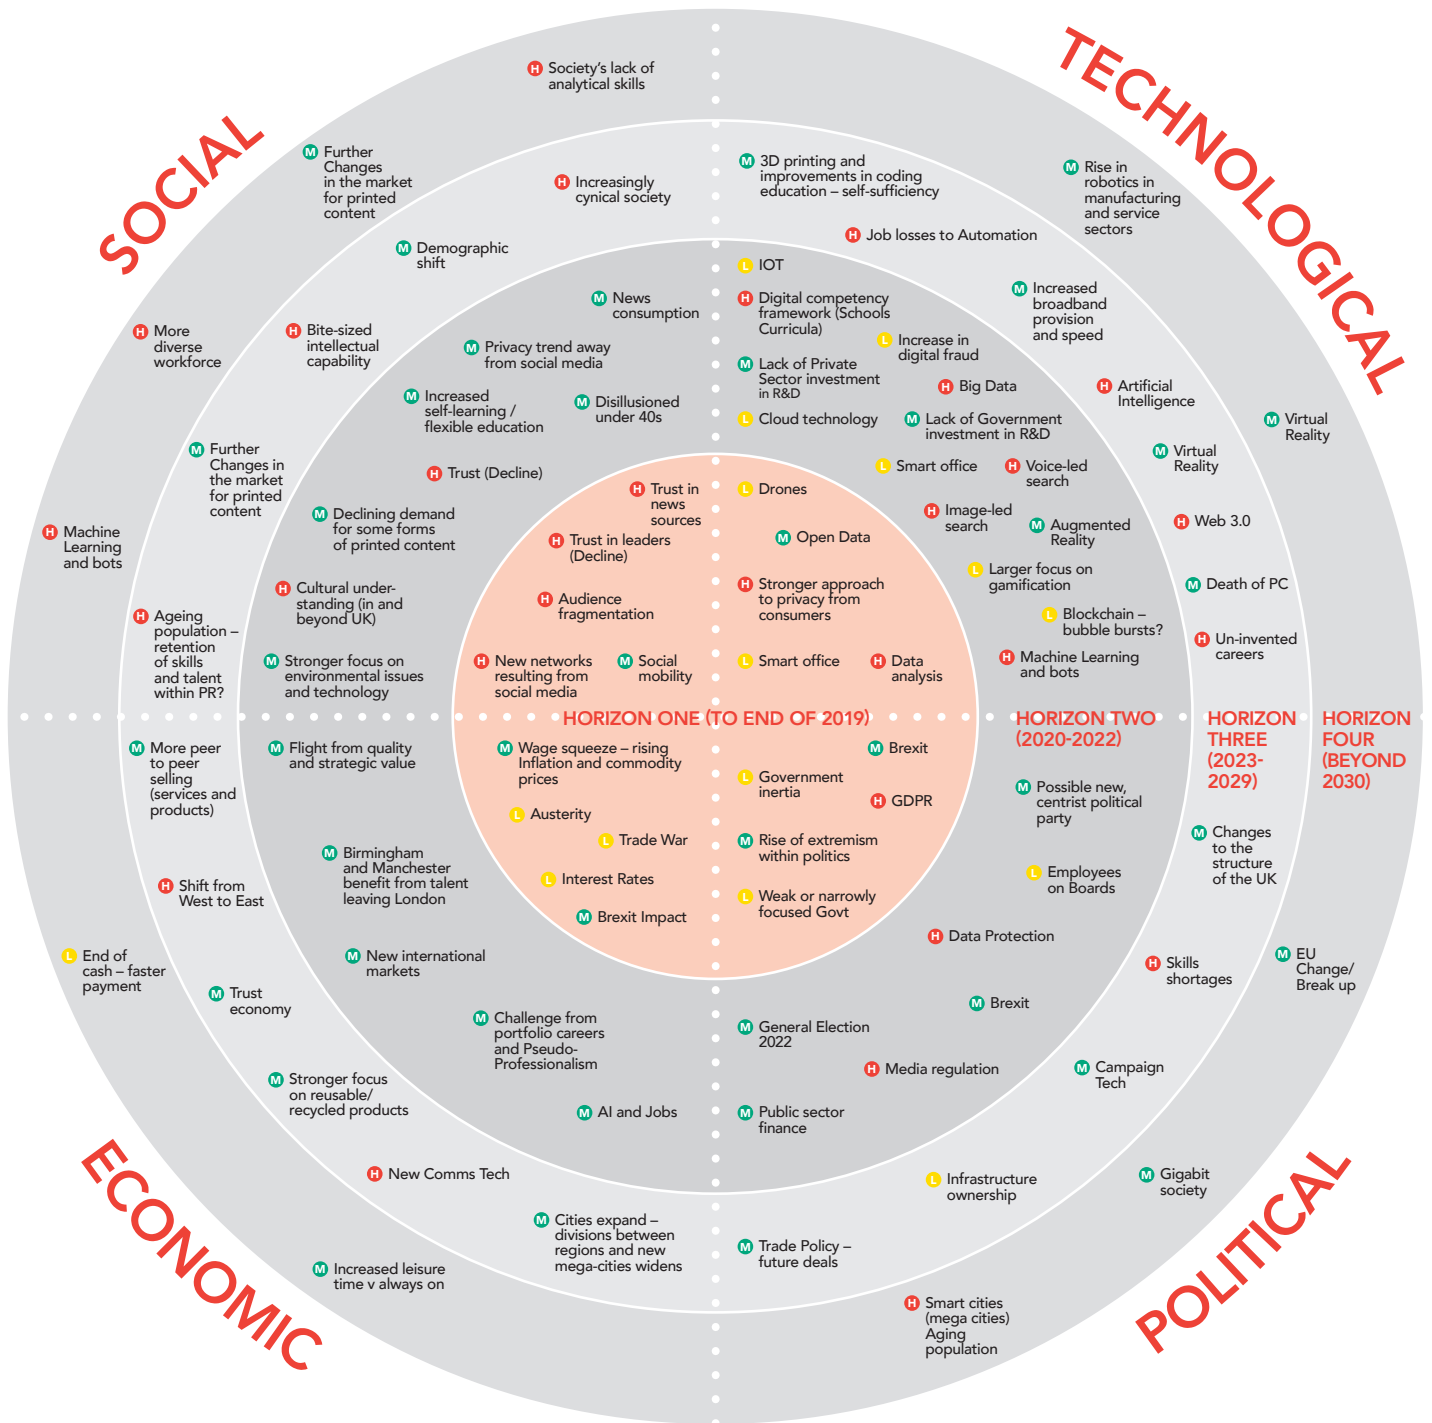 SOCIAL
H Society’s lack of
analytical skills
M Further
Changes
in the market
for printed
content
H Increasingly
cynical society
M Demographic
shift
M News
consumption
H More
diverse
workforce
H Bite-sized
intellectual
capability
M Privacy trend away
from social media
M Increased
self-learning /
flexible education
M Disillusioned
under 40s
M Further
Changes in
the market
for printed
content
H Trust (Decline)
H Trust in
news
sources
H Machine
Learning
and bots
M Declining demand
for some forms
of printed content
H Trust in leaders
(Decline)
H Cultural under-
standing (in and
beyond UK)
H Audience
fragmentation
H Ageing
population –
retention
of skills
and talent
within PR?
M Stronger focus on
environmental issues
and technology
H New networks
resulting from
social media
M Social
mobility
TECHNOLOGICAL
M 3D printing and
improvements in coding
education – self-sufficiency
M Rise in
robotics in
manufacturing
and service
sectors
H Job losses to Automation
L IOT
M Increased
broadband
provision
and speed
H Digital competency
framework (Schools
Curricula)
L Increase in
digital fraud
M Lack of Private
Sector investment
in R&D
H Big Data
H Artificial
Intelligence
L Cloud technology
M Lack of Government
investment in R&D
M Virtual
Reality
M Virtual
Reality
L Smart office
H Voice-led
search
L Drones
H Image-led
search
M Augmented
Reality
H Web 3.0
M Open Data
L Larger focus on
gamification
H Stronger approach
to privacy from
consumers
M Death of PC
L Blockchain –
bubble bursts?
L Smart office
H Data
analysis
H Machine Learning
and bots
H Un-invented
careers
HORIZON ONE (TO END OF 2019)
HORIZON TWO
(2020-2022)
HORIZON
THREE
(2023-
2029)
HORIZON
FOUR
(BEYOND
2030)
M More peer
to peer
selling
(services and
products)
M Flight from quality
and strategic value
M Wage squeeze – rising
Inflation and commodity
prices
L Austerity
L Trade War
M Birmingham
and Manchester
benefit from talent
leaving London
H Shift from
West to East
L Interest Rates
M Brexit Impact
L End of
cash – faster
payment
M New international
markets
M Trust
economy
M Challenge from
portfolio careers
and Pseudo-
Professionalism
M Stronger focus
on reusable/
recycled products
M AI and Jobs
H New Comms Tech
M Cities expand –
divisions between
regions and new
mega-cities widens
M Increased leisure
time v always on
ECONOMIC
M Brexit
L Government
inertia
H GDPR
M Possible new,
centrist political
party
M Rise of extremism
within politics
M Changes
to the
structure
of the UK
L Employees
on Boards
L Weak or narrowly
focused Govt
H Data Protection
H Skills
shortages
M EU
Change/
Break up
M Brexit
M General Election
2022
H Media regulation
M Campaign
Tech
M Public sector
finance
L Infrastructure
ownership
M Gigabit
society
M Trade Policy –
future deals
H Smart cities
(mega cities)
Aging
population
POLITICAL